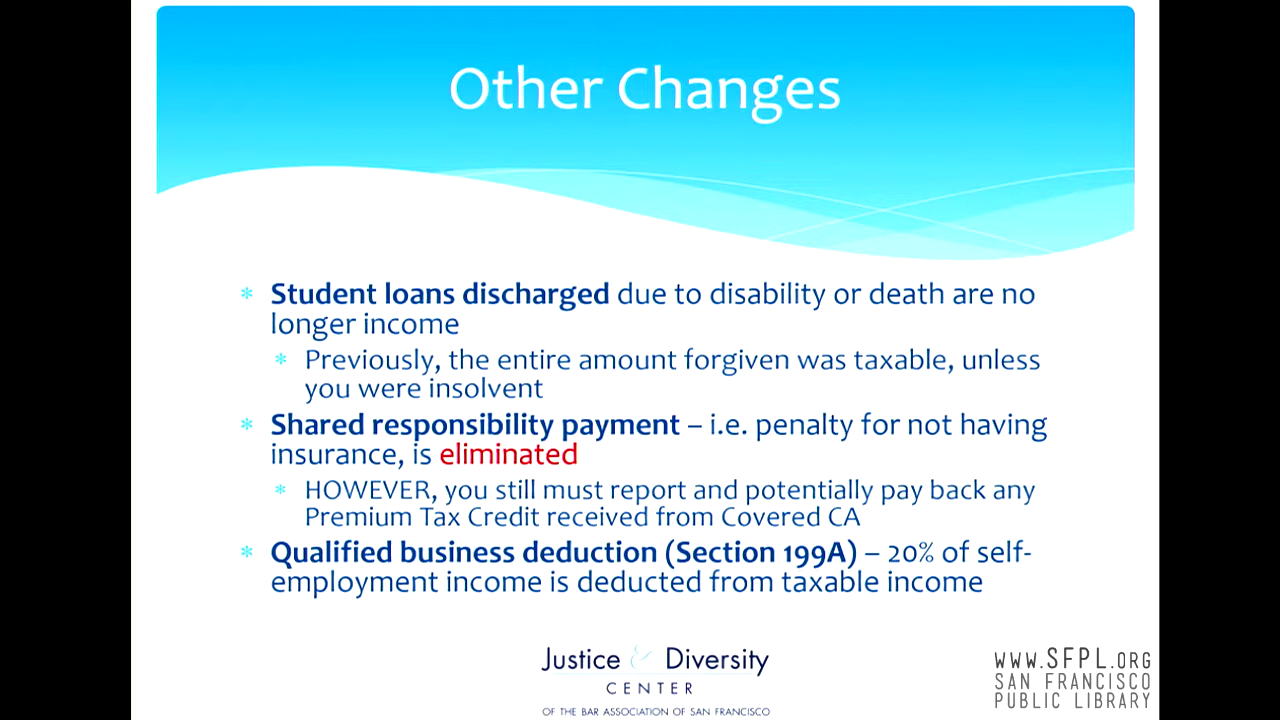 Other Changes
* Student loans discharged due to disability or death are no
longer income
* Previously, the entire amount forgiven was taxable, unless
you were insolvent
* Shared responsibility payment – i.e. penalty for not having
insurance, is eliminated
* HOWEVER, you still must report and potentially pay back any
Premium Tax Credit received from Covered CA
* Qualified business deduction (Section 199A) – 20% of self-
employment income is deducted from taxable income
Justice & Diversity
CENTER
OF THE BAR ASSOCIATION OF SAN FRANCISCO
WWW.SFPL.ORG
SAN FRANCISCO
PUBLIC LIBRARY